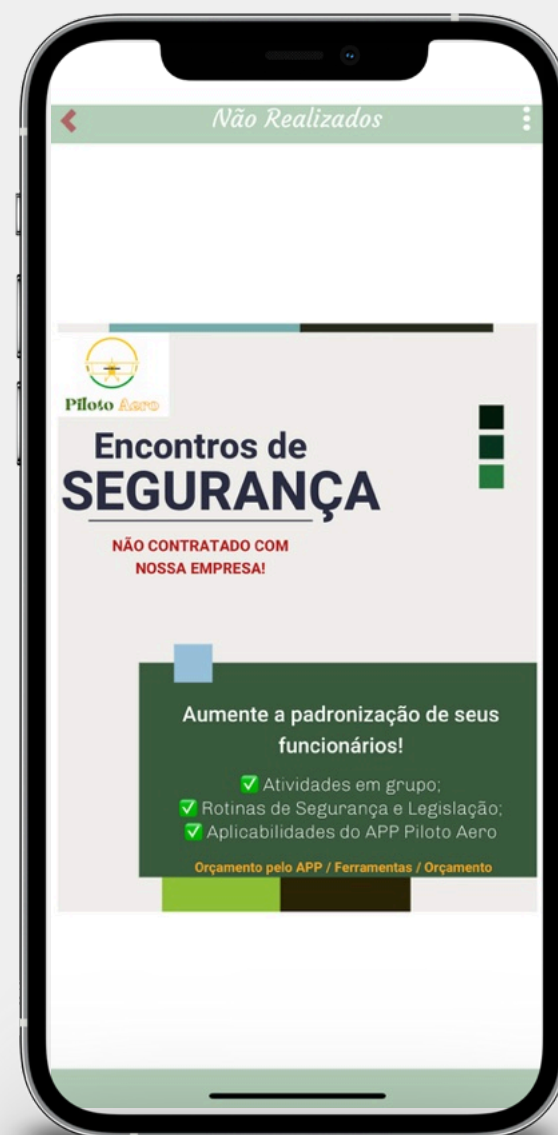 Não Realizados
Piloto Aero
Encontros de
SEGURANÇA
NÃO CONTRATADO COM
NOSSA EMPRESA!
Aumente a padronização de seus
funcionários!
✅ Atividades em grupo;
✅ Rotinas de Segurança e Legislação;
✅ Aplicabilidades do APP Piloto Aero
Orçamento pelo APP / Ferramentas / Orçamento